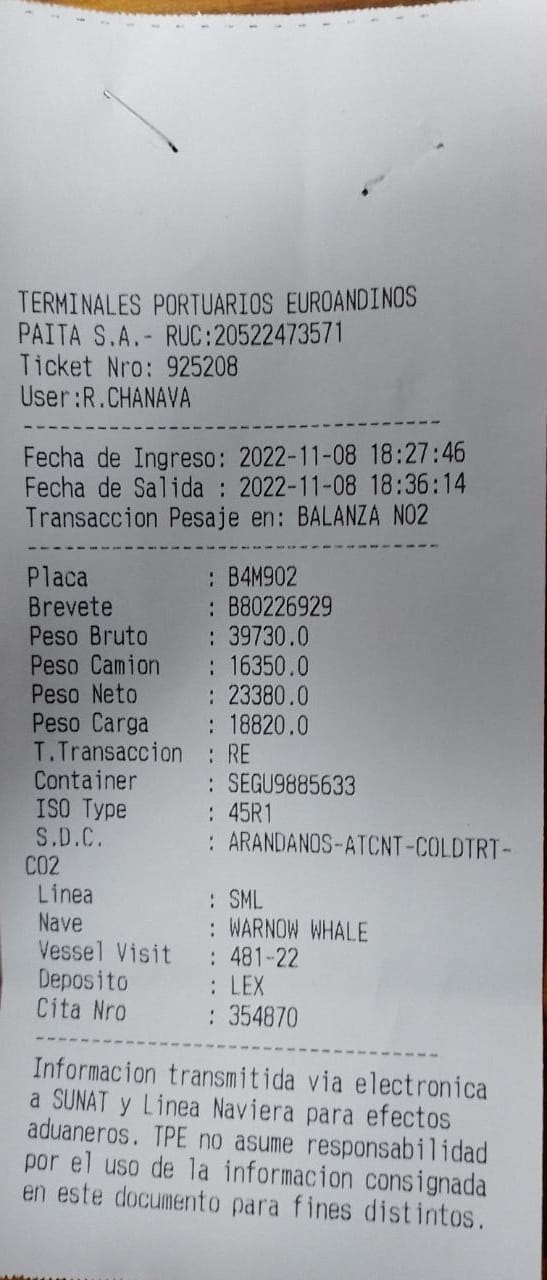 TERMINALES PORTUARIOS EUROANDINOS
PAITA S.A.- RUC:20522473571
Ticket Nro: 925208
User:R.CHANAVA
--------------------------------
Fecha de Ingreso: 2022-11-08 18:27:46
Fecha de Salida : 2022-11-08 18:36:14
Transaccion Pesaje en: BALANZA NO2
--------------------------------
Placa : B4M902
Brevete : B80226929
Peso Bruto : 39730.0
Peso Camion : 16350.0
Peso Neto : 23380.0
Peso Carga : 18820.0
T.Transaccion : RE
Container : SEGU9885633
ISO Type : 45R1
S.D.C. : ARANDANOS-ATCNT-COLDTRT-
CO2
Linea : SML
Nave : WARNOW WHALE
Vessel Visit : 481-22
Deposito : LEX
Cita Nro : 354870
--------------------------------
Informacion transmitida via electronica
a SUNAT y Linea Naviera para efectos
aduaneros. TPE no asume responsabilidad
por el uso de la informacion consignada
en este documento para fines distintos.